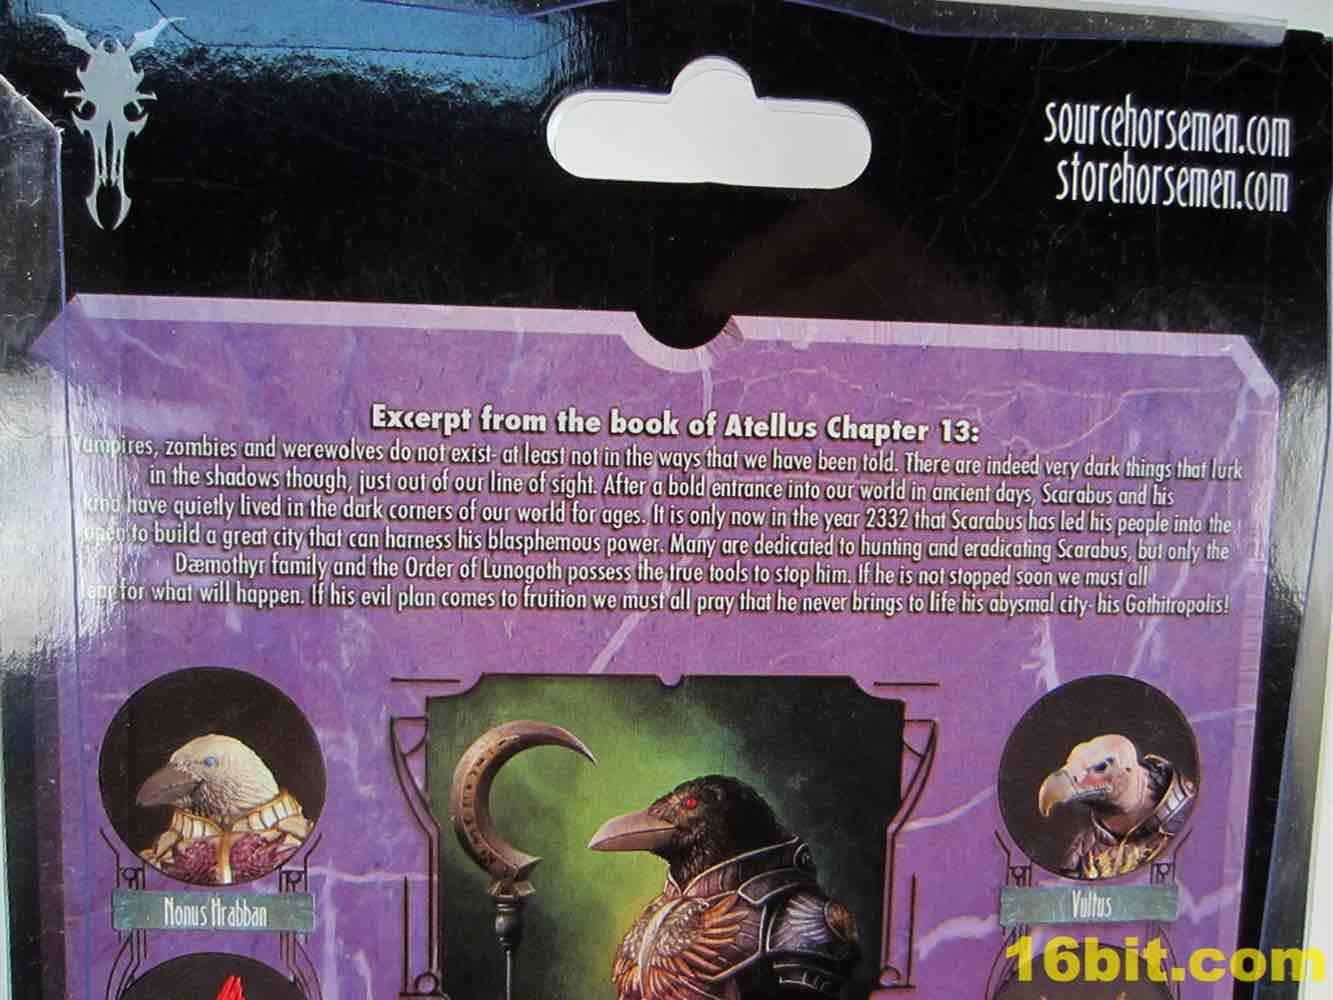 sourcehorsemen.com
storehorsemen.com
Excerpt from the book of Atellus Chapter 13:
Vampires, zombies and werewolves do not exist- at least not in the ways that we have been told. There are indeed very dark things that lurk
in the shadows though, just out of our line of sight. After a bold entrance into our world in ancient days, Scarabus and his
kind have quietly lived in the dark corners of our world for ages. It is only now in the year 2332 that Scarabus has led his people into the
open to build a great city that can harness his blasphemous power. Many are dedicated to hunting and eradicating Scarabus, but only the
Dæmothyr family and the Order of Lunogoth possess the true tools to stop him. If he is not stopped soon we must all
fear for what will happen. If his evil plan comes to fruition we must all pray that he never brings to life his abysmal city- his Gothitropolis!
Nonus Hrabban
Vultus
16bit.com